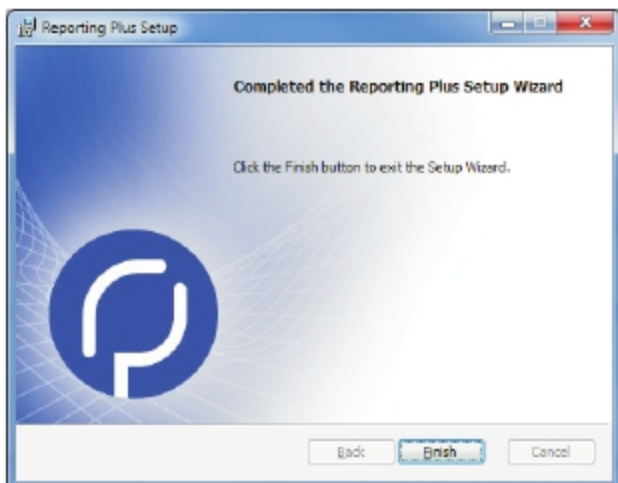 Reporting Plus Setup
Completed the Reporting Plus Setup Wizard
Click the Finish button to exit the Setup Wizard.
Back
Finish
Cancel